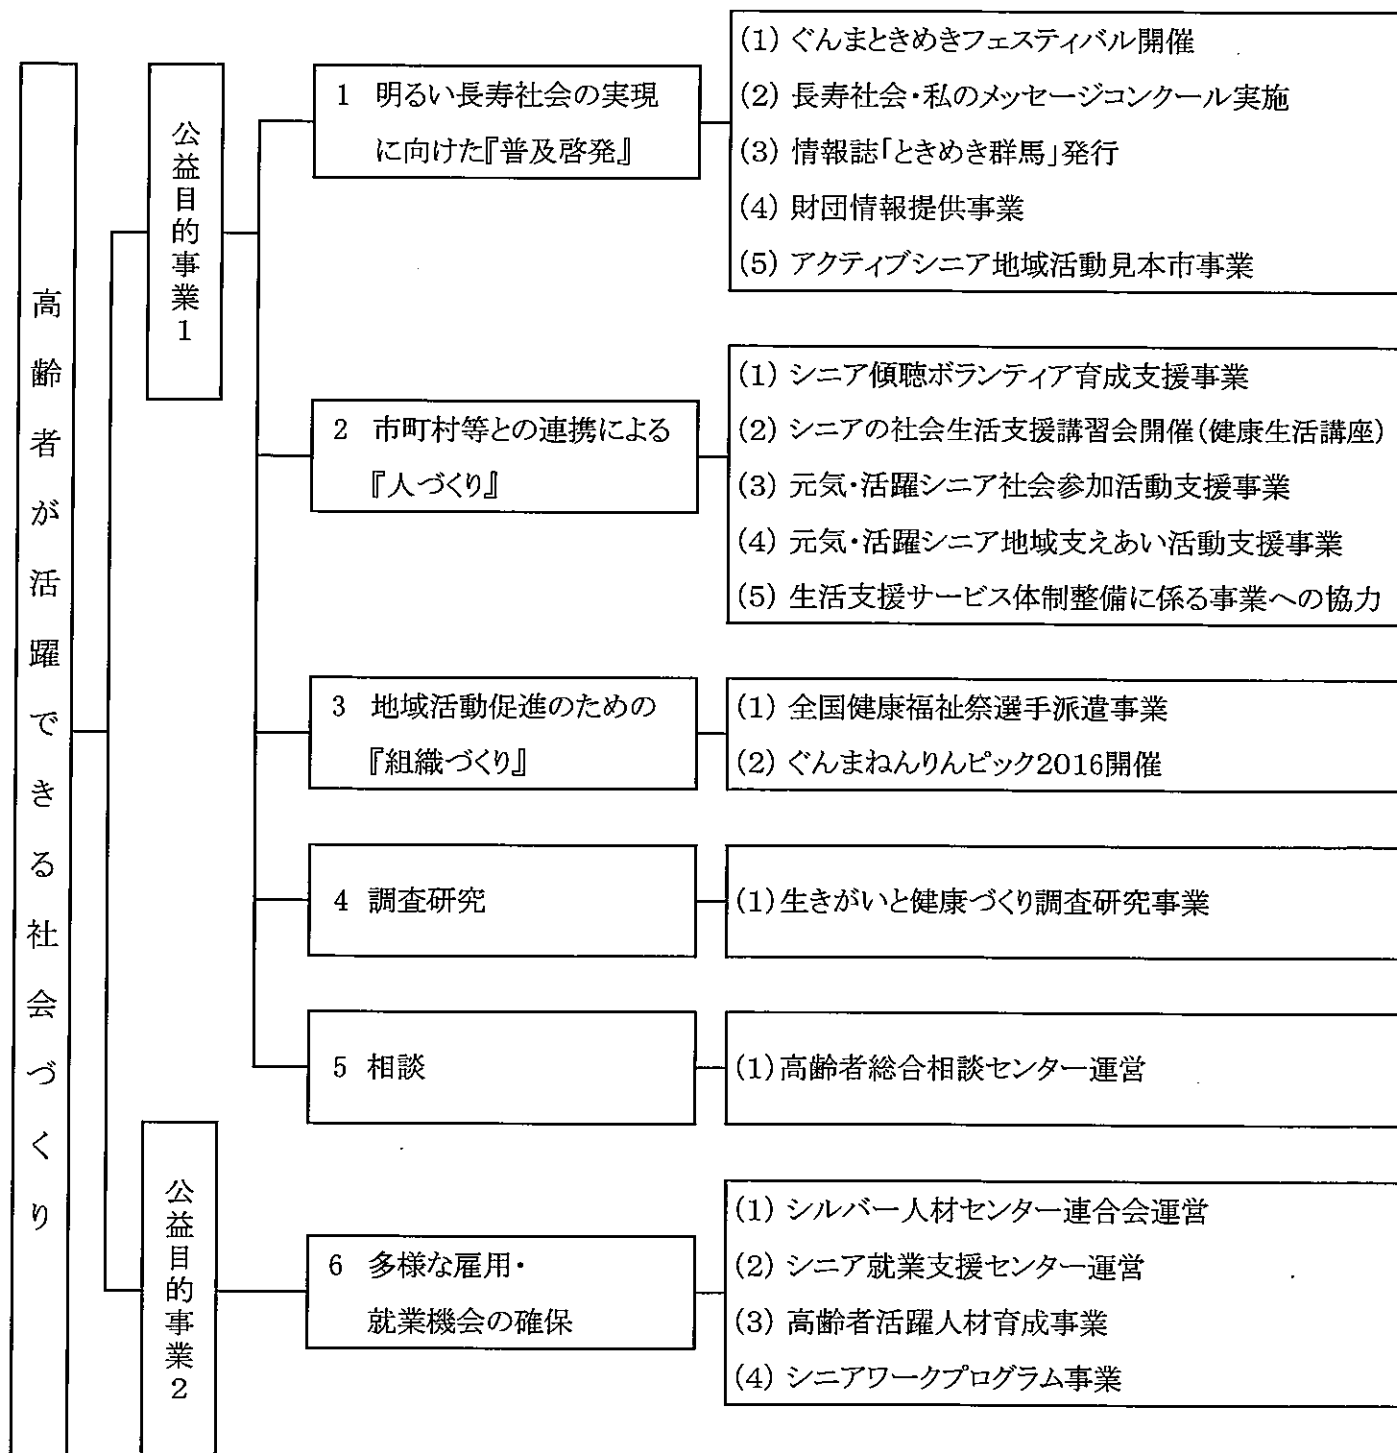 高齢者が活躍できる社会づくり
公益目的事業1
1 明るい長寿社会の実現
に向けた『普及啓発』
(1) ぐんまときめきフェスティバル開催
(2) 長寿社会・私のメッセージコンクール実施
(3) 情報誌「ときめき群馬」発行
(4) 財団情報提供事業
(5) アクティブシニア地域活動見本市事業
2 市町村等との連携による
『人づくり』
(1) シニア傾聴ボランティア育成支援事業
(2) シニアの社会生活支援講習会開催(健康生活講座)
(3) 元気・活躍シニア社会参加活動支援事業
(4) 元気・活躍シニア地域支えあい活動支援事業
(5) 生活支援サービス体制整備に係る事業への協力
3 地域活動促進のための
『組織づくり』
(1) 全国健康福祉祭選手派遣事業
(2) ぐんまねんりんピック2016開催
4 調査研究
(1)生きがいと健康づくり調査研究事業
5 相談
(1)高齢者総合相談センター運営
公益目的事業2
6 多様な雇用・
就業機会の確保
(1) シルバー人材センター連合会運営
(2) シニア就業支援センター運営
(3) 高齢者活躍人材育成事業
(4) シニアワークプログラム事業